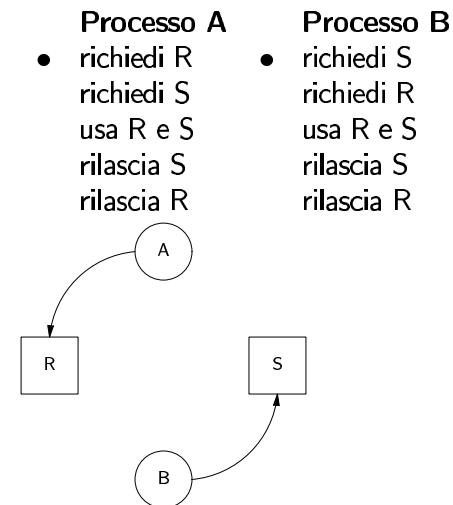 Processo A Processo B
• richiedi R • richiedi S
richiedi S richiedi R
usa R e S usa R e S
rilascia S rilascia S
rilascia R rilascia R
A
R S
B